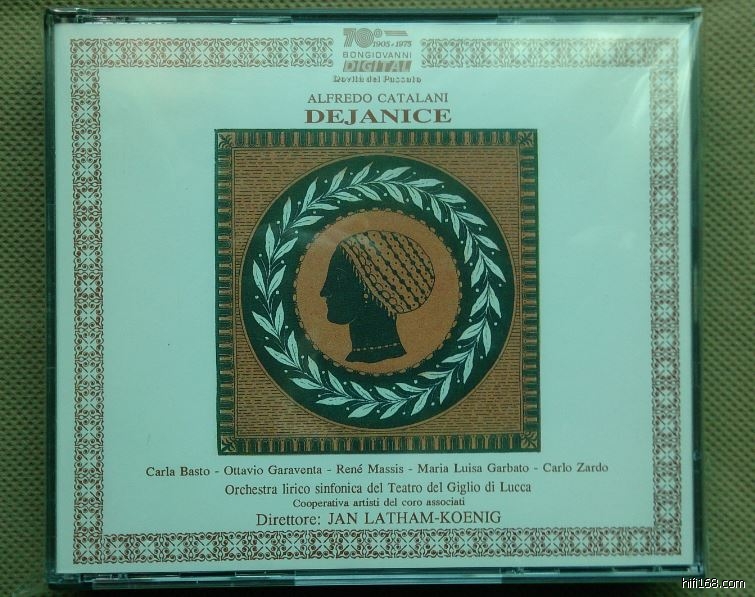 70°
1905-1975
BONGIOVANNI
DIGITAL
Novità del Passato
ALFREDO CATALANI
DEJANICE
Carla Basto - Ottavio Garaventa - René Massis - Maria Luisa Garbato - Carlo Zardo
Orchestra lirico sinfonica del Teatro del Giglio di Lucca
Cooperativa artisti del coro associati
Direttore: JAN LATHAM-KOENIG
hifi168.com